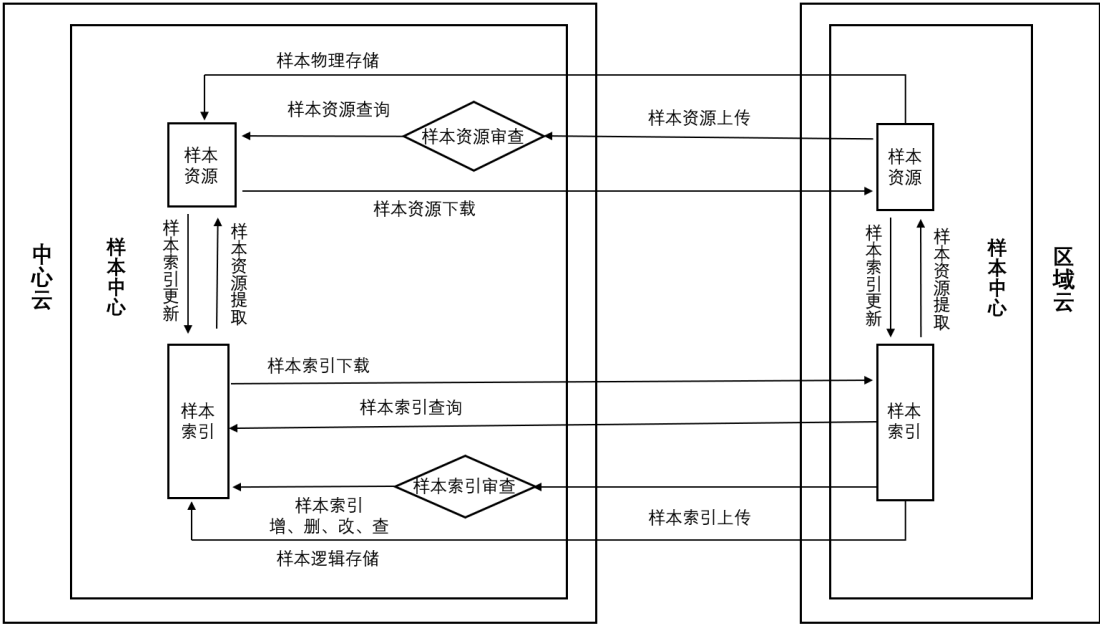 样本物理存储
样本资源查询
样本资源审查
样本资源上传
样本
资源
样本
资源
样本资源下载
中心云
样本中心
样本索引更新
样本资源提取
样本索引更新
样本资源提取
样本中心
区域云
样本索引下载
样本索引查询
样本
索引
样本
索引
样本索引审查
样本索引
增、删、改、查
样本索引上传
样本逻辑存储